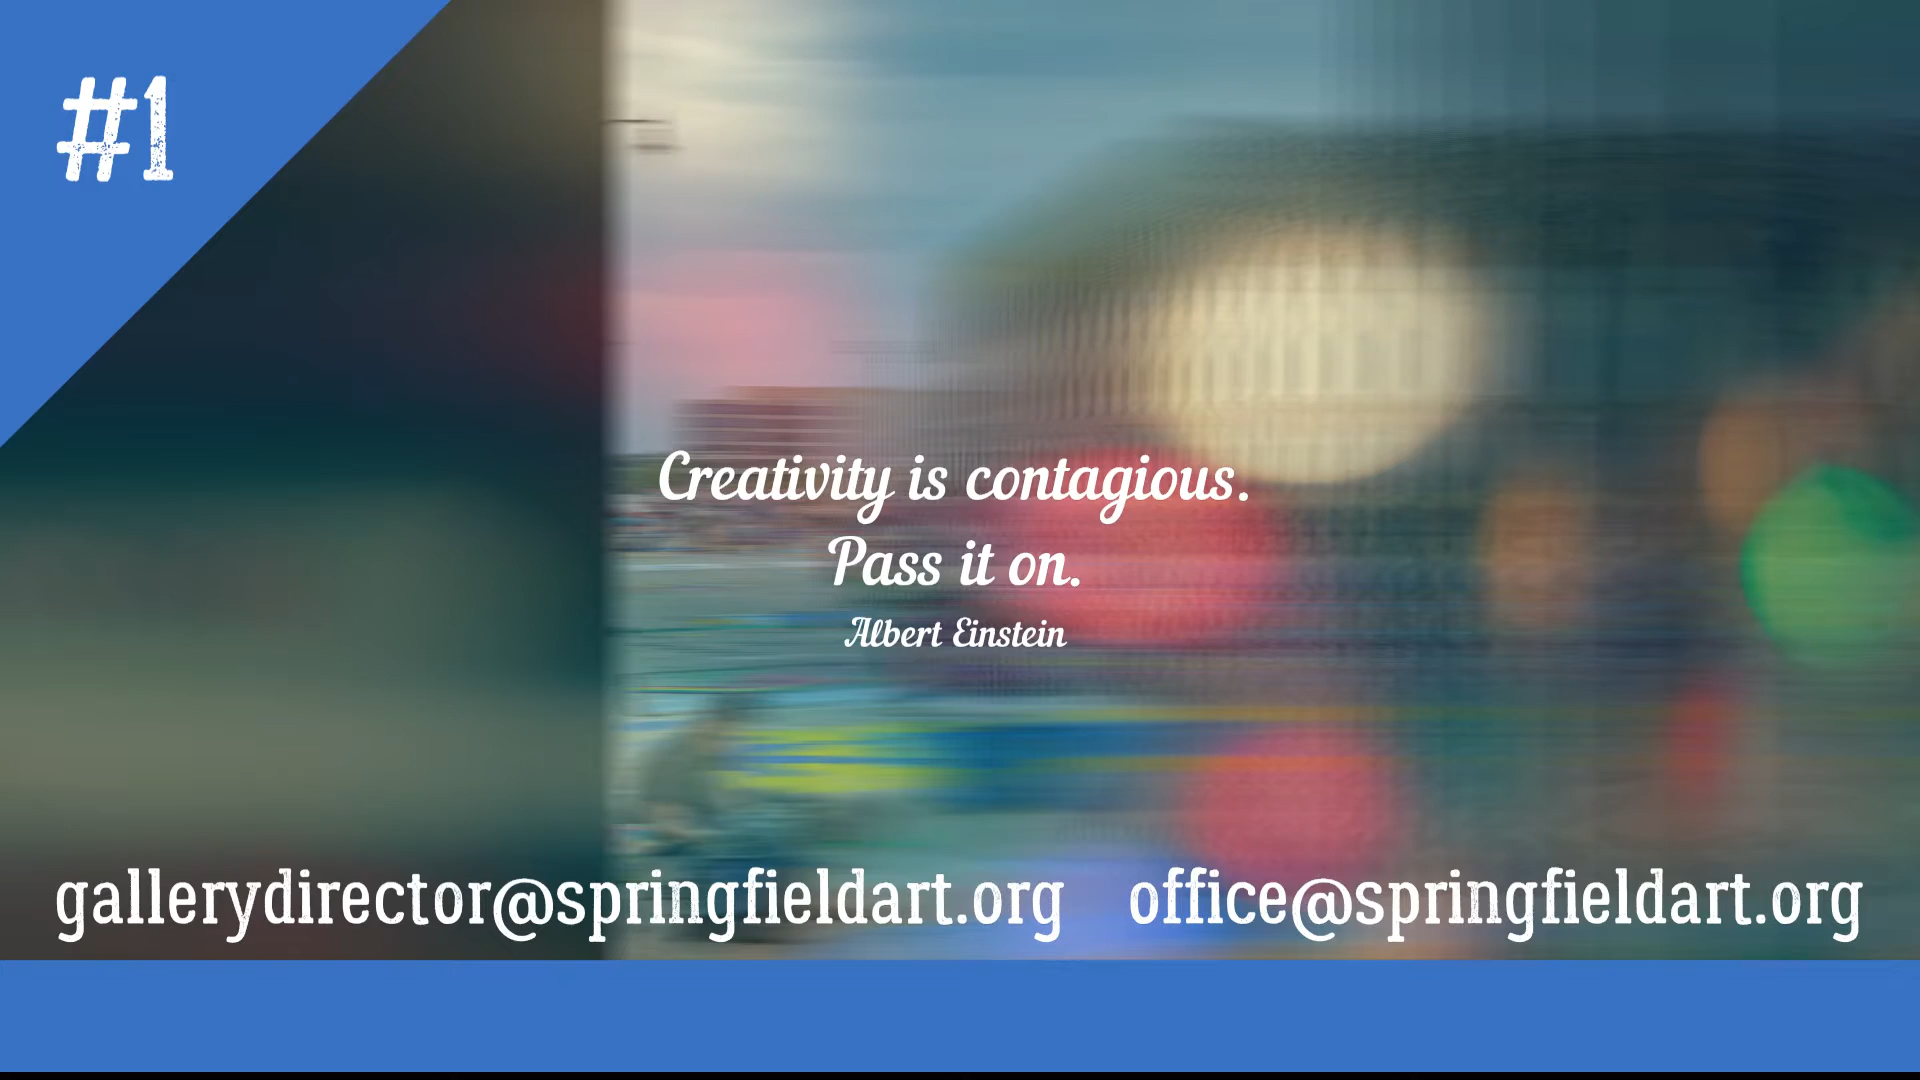 #1
Creativity is contagious.
Pass it on.
Albert Einstein
gallerydirector@springfieldart.org office@springfieldart.org